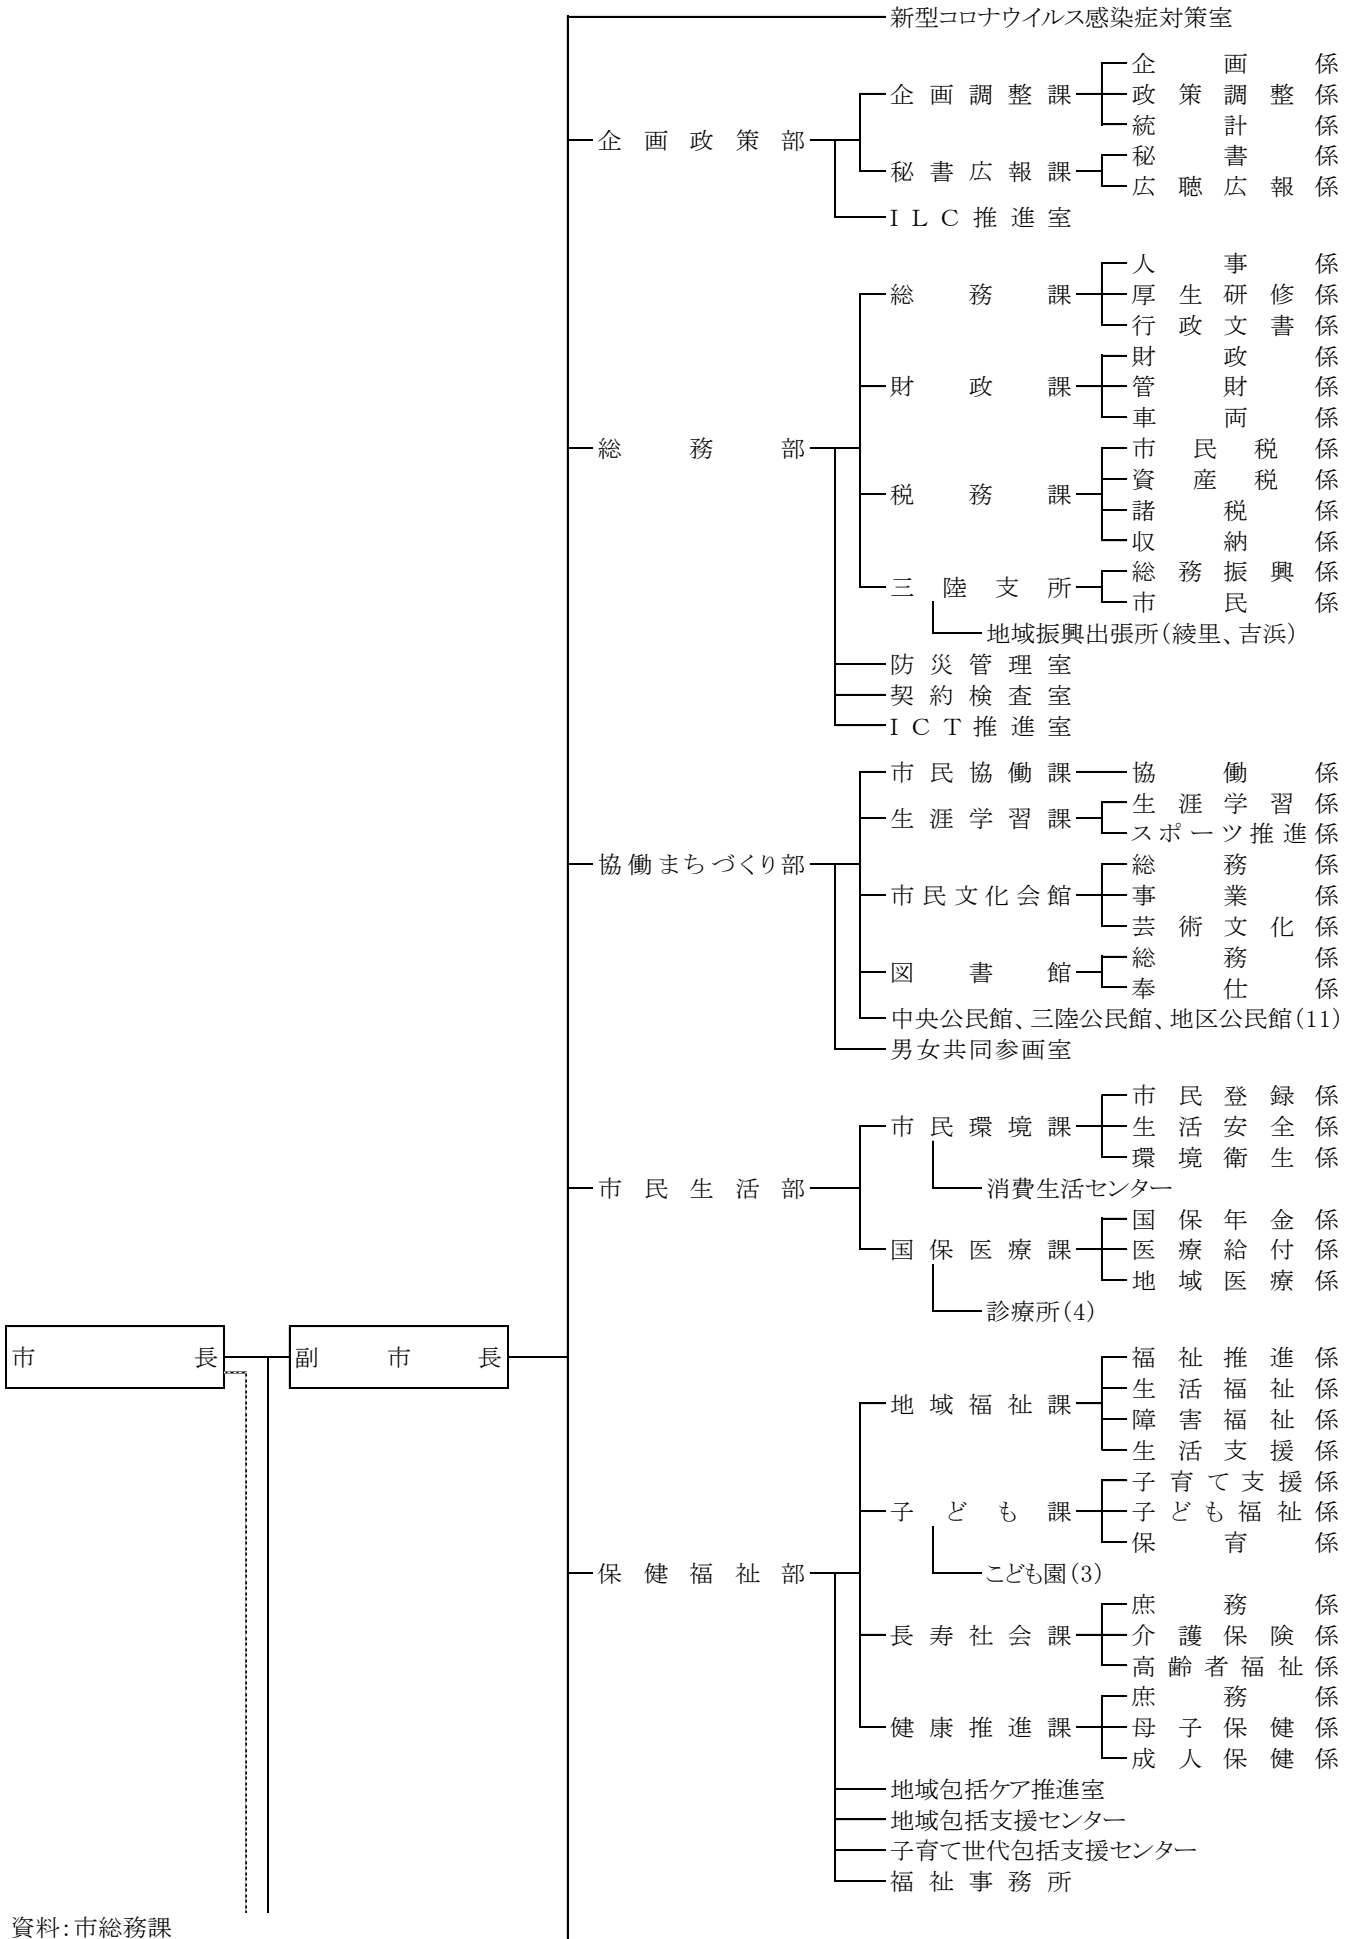 新型コロナウイルス感染症対策室
企画係
企画調整課 政策調整係
統計係
企画政策部
秘書係
秘書広報課
広聴広報係
ILC推進室
人事係
総務課 厚生研修係
行政文書係
財政係
財政課 管財係
車両係
総務部 市民税係
資産税係
税務課
諸税係
収納係
総務振興係
三陸支所
市民係
地域振興出張所(綾里、吉浜)
防災管理室
契約検査室
ICT推進室
市民協働課 協働係
生涯学習係
生涯学習課
スポーツ推進係
協働まちづくり部 総務係
市民文化会館 事業係
芸術文化係
総務係
図書館
奉仕係
中央公民館、三陸公民館、地区公民館(11)
男女共同参画室
市民登録係
市民環境課 生活安全係
環境衛生係
市民生活部 消費生活センター
国保年金係
国保医療課 医療給付係
地域医療係
診療所(4)
市長 副市長 福祉推進係
生活福祉係
地域福祉課
障害福祉係
生活支援係
子育て支援係
子ども課 子ども福祉係
保育係
保健福祉部 こども園(3)
庶務係
長寿社会課 介護保険係
高齢者福祉係
庶務係
健康推進課 母子保健係
成人保健係
地域包括ケア推進室
地域包括支援センター
子育て世代包括支援センター
福祉事務所
資料:市総務課